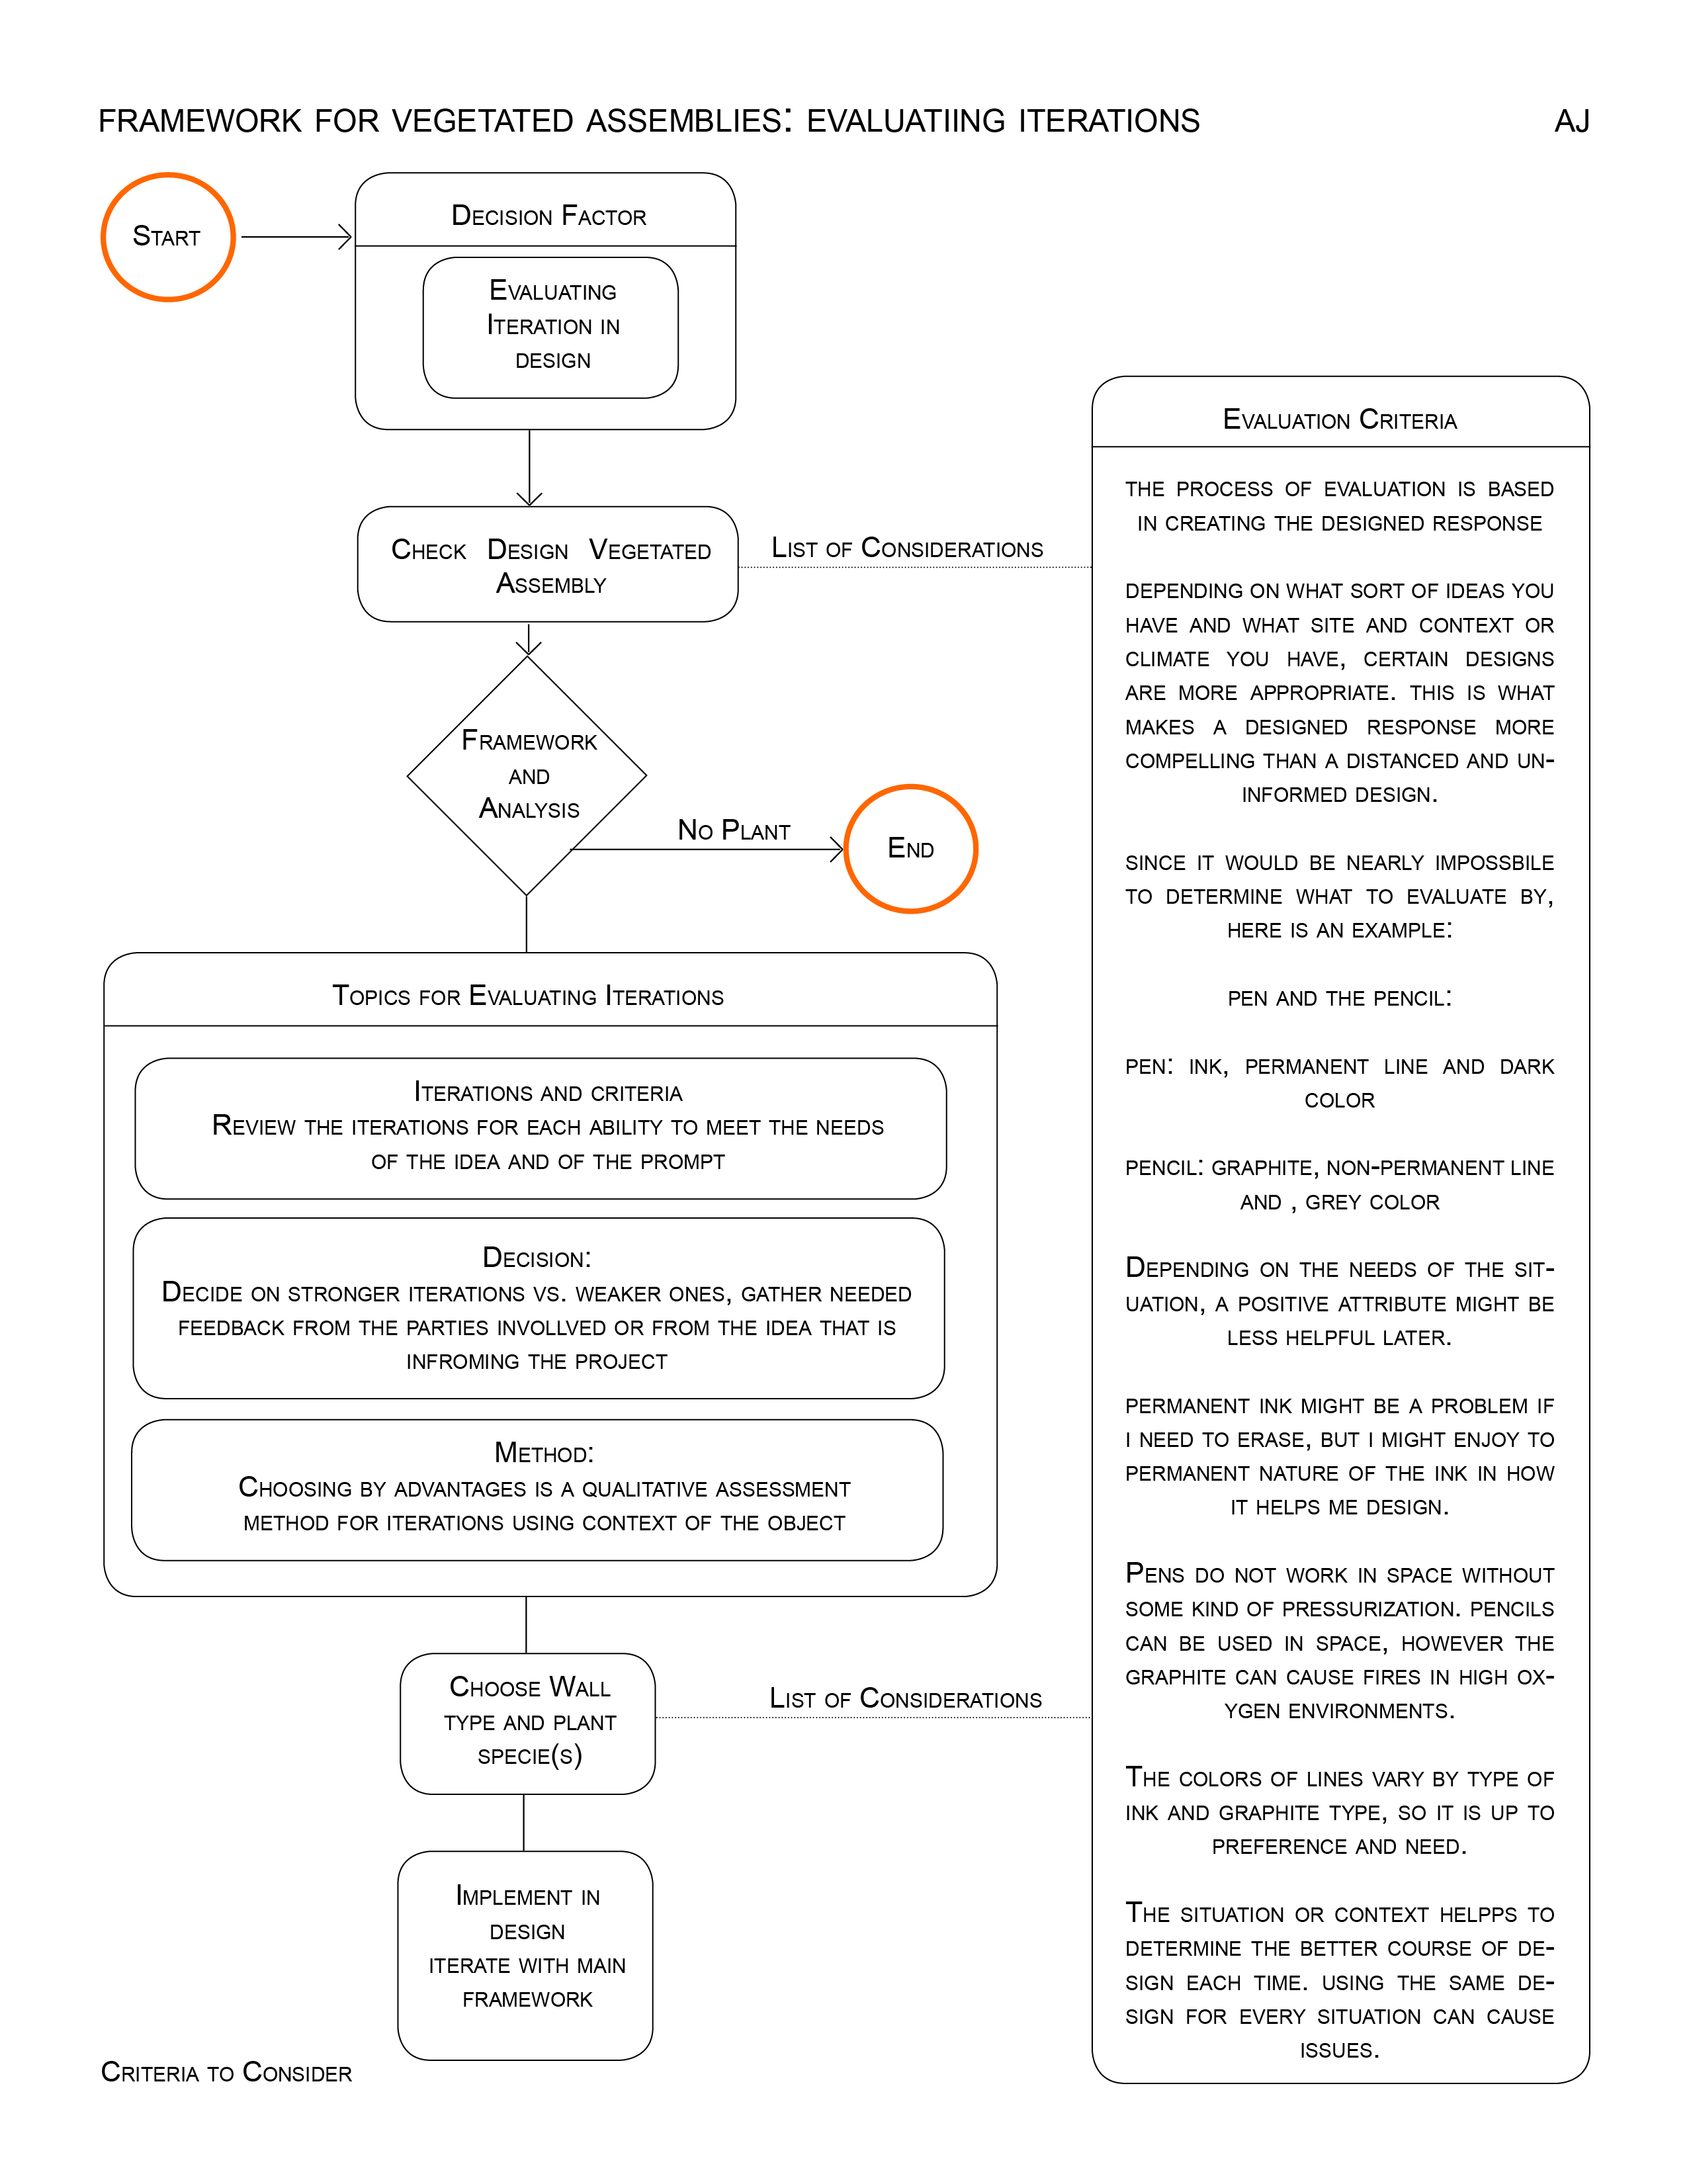 FRAMEWORK FOR VEGETATED ASSEMBLIES: EVALUATIING ITERATIONS
AJ
START
DECISION FACTOR
EVALUATING
ITERATION IN
DESIGN
CHECK DESIGN VEGETATED
ASSEMBLY
LIST OF CONSIDERATIONS
FRAMEWORK
AND
ANALYSIS
NO PLANT
END
TOPICS FOR EVALUATING ITERATIONS
ITERATIONS AND CRITERIA
REVIEW THE ITERATIONS FOR EACH ABILITY TO MEET THE NEEDS
OF THE IDEA AND OF THE PROMPT
DECISION:
DECIDE ON STRONGER ITERATIONS VS. WEAKER ONES, GATHER NEEDED
FEEDBACK FROM THE PARTIES INVOLLVED OR FROM THE IDEA THAT IS
INFROMING THE PROJECT
METHOD:
CHOOSING BY ADVANTAGES IS A QUALITATIVE ASSESSMENT
METHOD FOR ITERATIONS USING CONTEXT OF THE OBJECT
CHOOSE WALL
TYPE AND PLANT
SPECIE(S)
LIST OF CONSIDERATIONS
IMPLEMENT IN
DESIGN
ITERATE WITH MAIN
FRAMEWORK
CRITERIA TO CONSIDER
EVALUATION CRITERIA
THE PROCESS OF EVALUATION IS BASED
IN CREATING THE DESIGNED RESPONSE
DEPENDING ON WHAT SORT OF IDEAS YOU
HAVE AND WHAT SITE AND CONTEXT OR
CLIMATE YOU HAVE, CERTAIN DESIGNS
ARE MORE APPROPRIATE. THIS IS WHAT
MAKES A DESIGNED RESPONSE MORE
COMPELLING THAN A DISTANCED AND UN-
INFORMED DESIGN.
SINCE IT WOULD BE NEARLY IMPOSSBILE
TO DETERMINE WHAT TO EVALUATE BY,
HERE IS AN EXAMPLE:
PEN AND THE PENCIL:
PEN: INK, PERMANENT LINE AND DARK
COLOR
PENCIL: GRAPHITE, NON-PERMANENT LINE
AND , GREY COLOR
DEPENDING ON THE NEEDS OF THE SIT-
UATION, A POSITIVE ATTRIBUTE MIGHT BE
LESS HELPFUL LATER.
PERMANENT INK MIGHT BE A PROBLEM IF
I NEED TO ERASE, BUT I MIGHT ENJOY TO
PERMANENT NATURE OF THE INK IN HOW
IT HELPS ME DESIGN.
PENS DO NOT WORK IN SPACE WITHOUT
SOME KIND OF PRESSURIZATION. PENCILS
CAN BE USED IN SPACE, HOWEVER THE
GRAPHITE CAN CAUSE FIRES IN HIGH OX-
YGEN ENVIRONMENTS.
THE COLORS OF LINES VARY BY TYPE OF
INK AND GRAPHITE TYPE, SO IT IS UP TO
PREFERENCE AND NEED.
THE SITUATION OR CONTEXT HELPPS TO
DETERMINE THE BETTER COURSE OF DE-
SIGN EACH TIME. USING THE SAME DE-
SIGN FOR EVERY SITUATION CAN CAUSE
ISSUES.